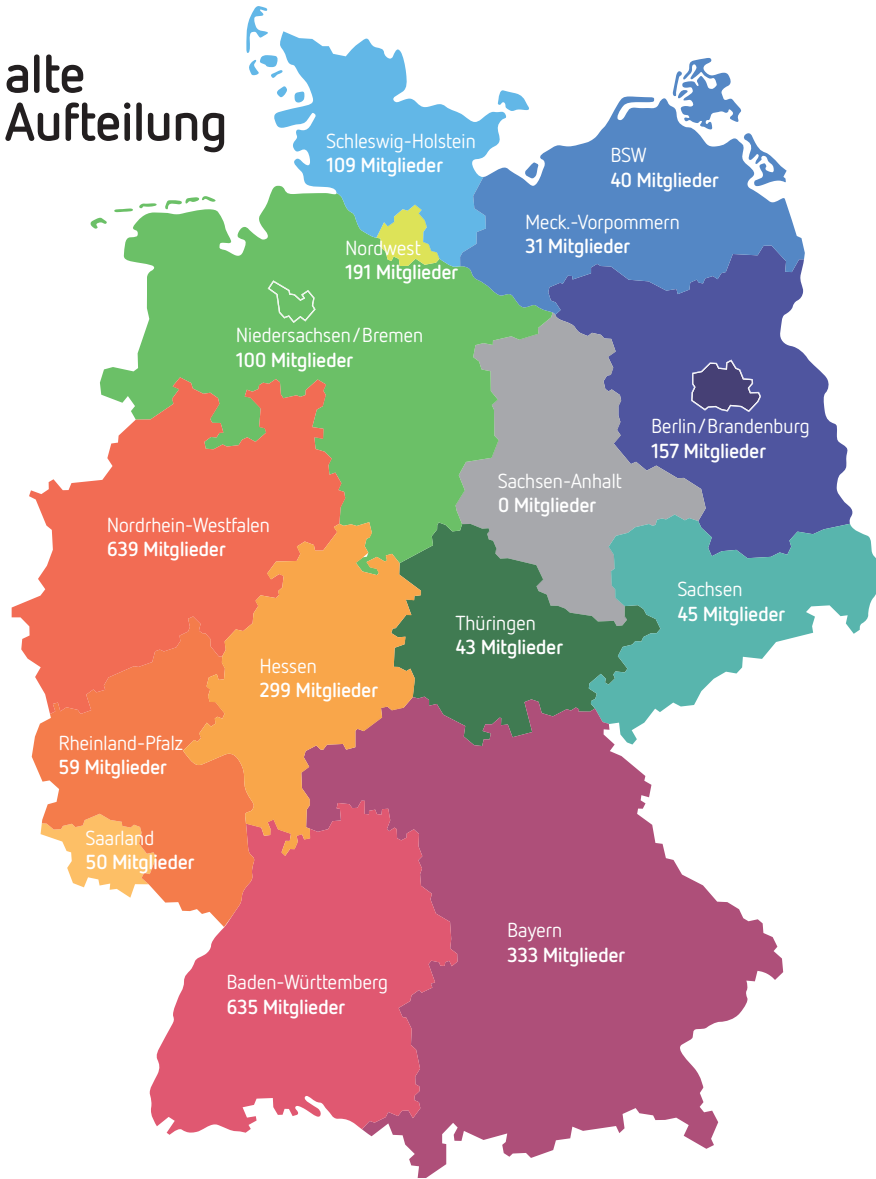 alte
Aufteilung
Schleswig-Holstein
109 Mitglieder
BSW
40 Mitglieder
Meck.-Vorpommern
31 Mitglieder
Nordwest
191 Mitglieder
Niedersachsen/Bremen
100 Mitglieder
Berlin/Brandenburg
157 Mitglieder
Sachsen-Anhalt
0 Mitglieder
Nordrhein-Westfalen
639 Mitglieder
Sachsen
45 Mitglieder
Thüringen
43 Mitglieder
Hessen
299 Mitglieder
Rheinland-Pfalz
59 Mitglieder
Saarland
50 Mitglieder
Bayern
333 Mitglieder
Baden-Württemberg
635 Mitglieder